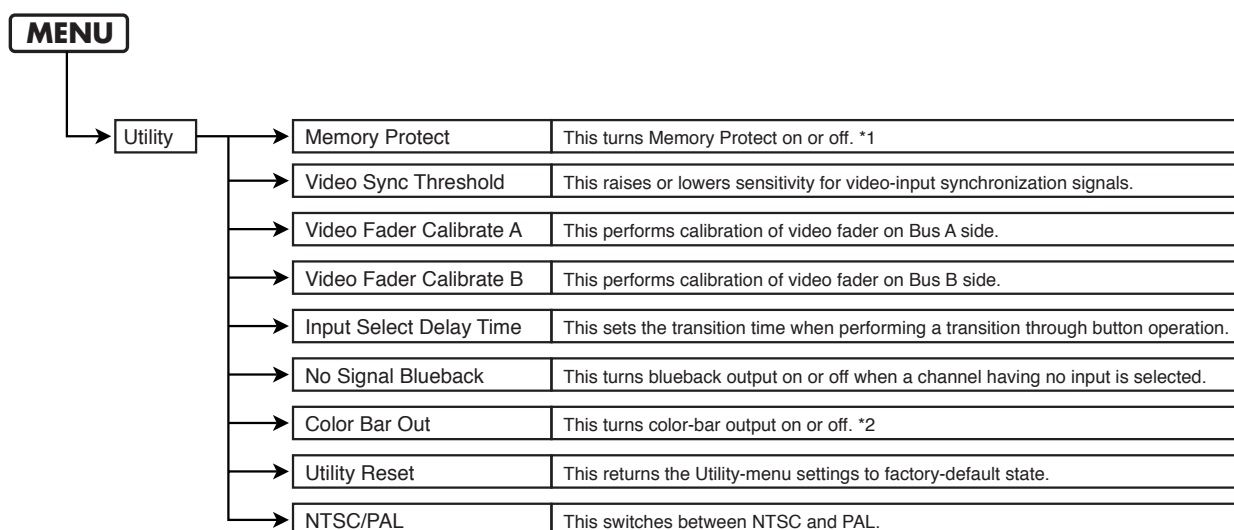 MENU
Utility
Memory Protect This turns Memory Protect on or off. *1
Video Sync Threshold This raises or lowers sensitivity for video-input synchronization signals.
Video Fader Calibrate A This performs calibration of video fader on Bus A side.
Video Fader Calibrate B This performs calibration of video fader on Bus B side.
Input Select Delay Time This sets the transition time when performing a transition through button operation.
No Signal Blueback This turns blueback output on or off when a channel having no input is selected.
Color Bar Out This turns color-bar output on or off. *2
Utility Reset This returns the Utility-menu settings to factory-default state.
NTSC/PAL This switches between NTSC and PAL.